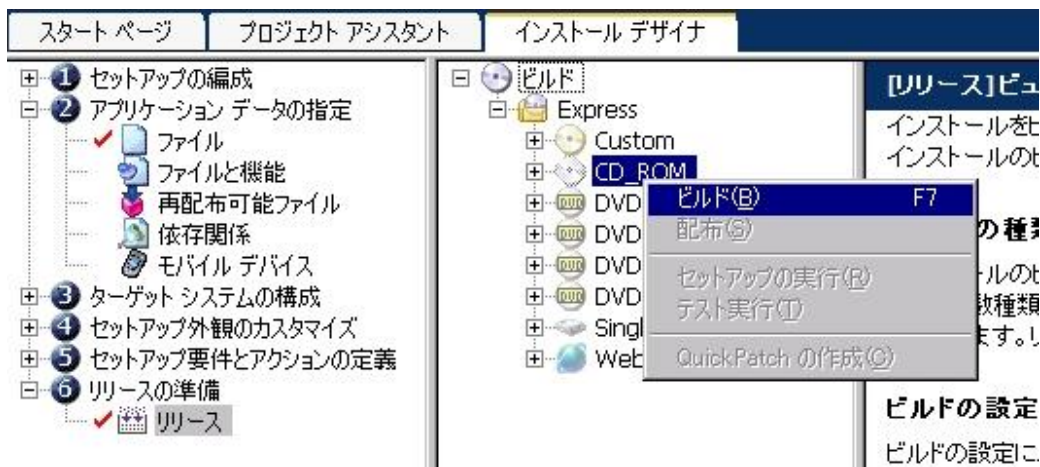 スタート ページ
プロジェクト アシスタント
インストール デザイナ
1 セットアップの編成
2 アプリケーション データの指定
ファイル
ファイルと機能
再配布可能ファイル
依存関係
モバイル デバイス
3 ターゲット システムの構成
4 セットアップ外観のカスタマイズ
5 セットアップ要件とアクションの定義
6 リリースの準備
リリース
ビルド
Express
Custom
CD_ROM
DVD
DVD
DVD
DVD
Singl
Web
ビルド(B) F7
配布(S)
セットアップの実行(R)
テスト実行(T)
QuickPatch の作成(C)
[リリース]ビュ
インストールをビ
インストールのビ
の種類
ールのビ
数種類
ます。し
ビルドの設定
ビルドの設定に